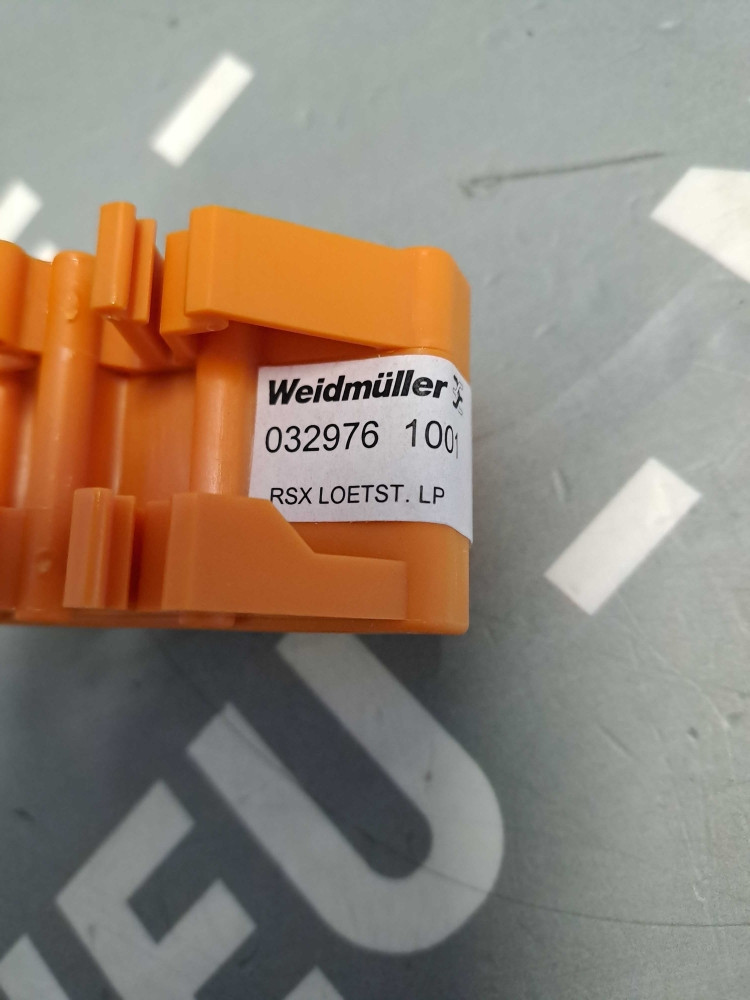 Weidmüller
032976 1001
RSX LOETST. LP